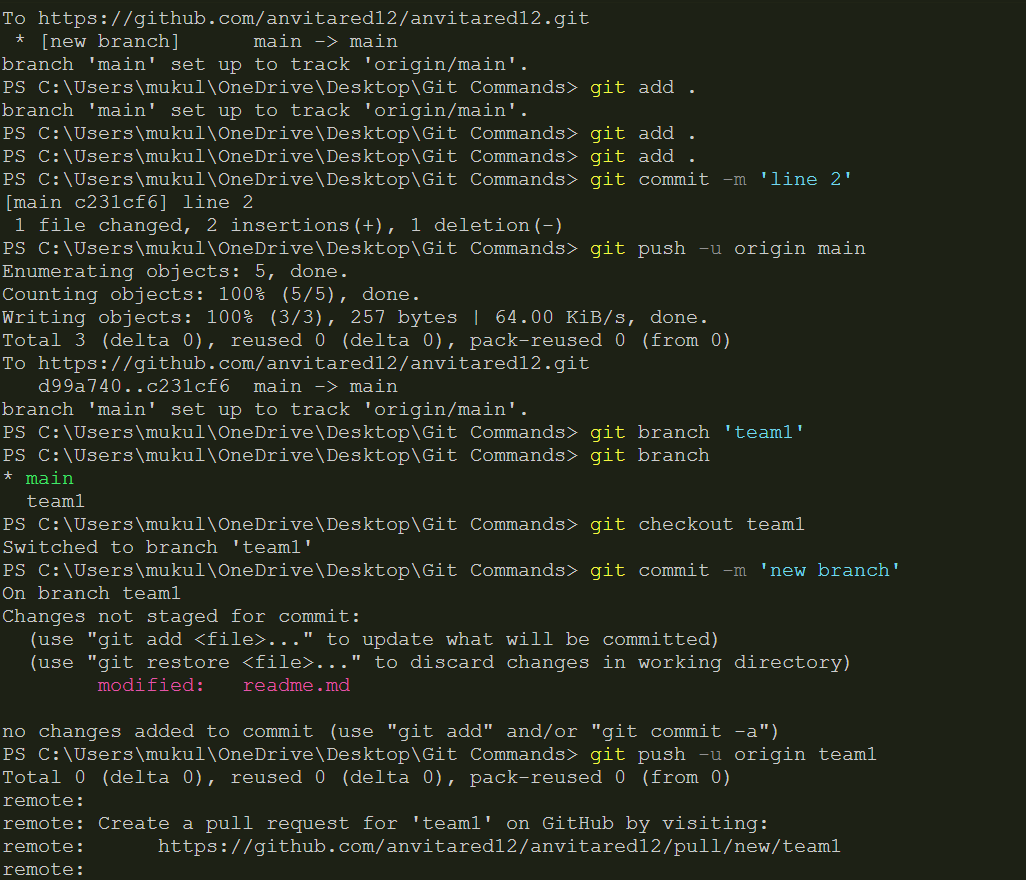 To https://github.com/anvitared12/anvitared12.git
 * [new branch]      main -> main
branch 'main' set up to track 'origin/main'.
PS C:\Users\mukul\OneDrive\Desktop\Git Commands> git add .
branch 'main' set up to track 'origin/main'.
PS C:\Users\mukul\OneDrive\Desktop\Git Commands> git add .
PS C:\Users\mukul\OneDrive\Desktop\Git Commands> git add .
PS C:\Users\mukul\OneDrive\Desktop\Git Commands> git commit -m 'line 2'
[main c231cf6] line 2
 1 file changed, 2 insertions(+), 1 deletion(-)
PS C:\Users\mukul\OneDrive\Desktop\Git Commands> git push -u origin main
Enumerating objects: 5, done.
Counting objects: 100% (5/5), done.
Writing objects: 100% (3/3), 257 bytes | 64.00 KiB/s, done.
Total 3 (delta 0), reused 0 (delta 0), pack-reused 0 (from 0)
To https://github.com/anvitared12/anvitared12.git
   d99a740..c231cf6  main -> main
branch 'main' set up to track 'origin/main'.
PS C:\Users\mukul\OneDrive\Desktop\Git Commands> git branch 'team1'
PS C:\Users\mukul\OneDrive\Desktop\Git Commands> git branch
* main
  team1
PS C:\Users\mukul\OneDrive\Desktop\Git Commands> git checkout team1
Switched to branch 'team1'
PS C:\Users\mukul\OneDrive\Desktop\Git Commands> git commit -m 'new branch'
On branch team1
Changes not staged for commit:
  (use "git add <file>..." to update what will be committed)
  (use "git restore <file>..." to discard changes in working directory)
        modified:   readme.md

no changes added to commit (use "git add" and/or "git commit -a")
PS C:\Users\mukul\OneDrive\Desktop\Git Commands> git push -u origin team1
Total 0 (delta 0), reused 0 (delta 0), pack-reused 0 (from 0)
remote:
remote: Create a pull request for 'team1' on GitHub by visiting:
remote:      https://github.com/anvitared12/anvitared12/pull/new/team1
remote: